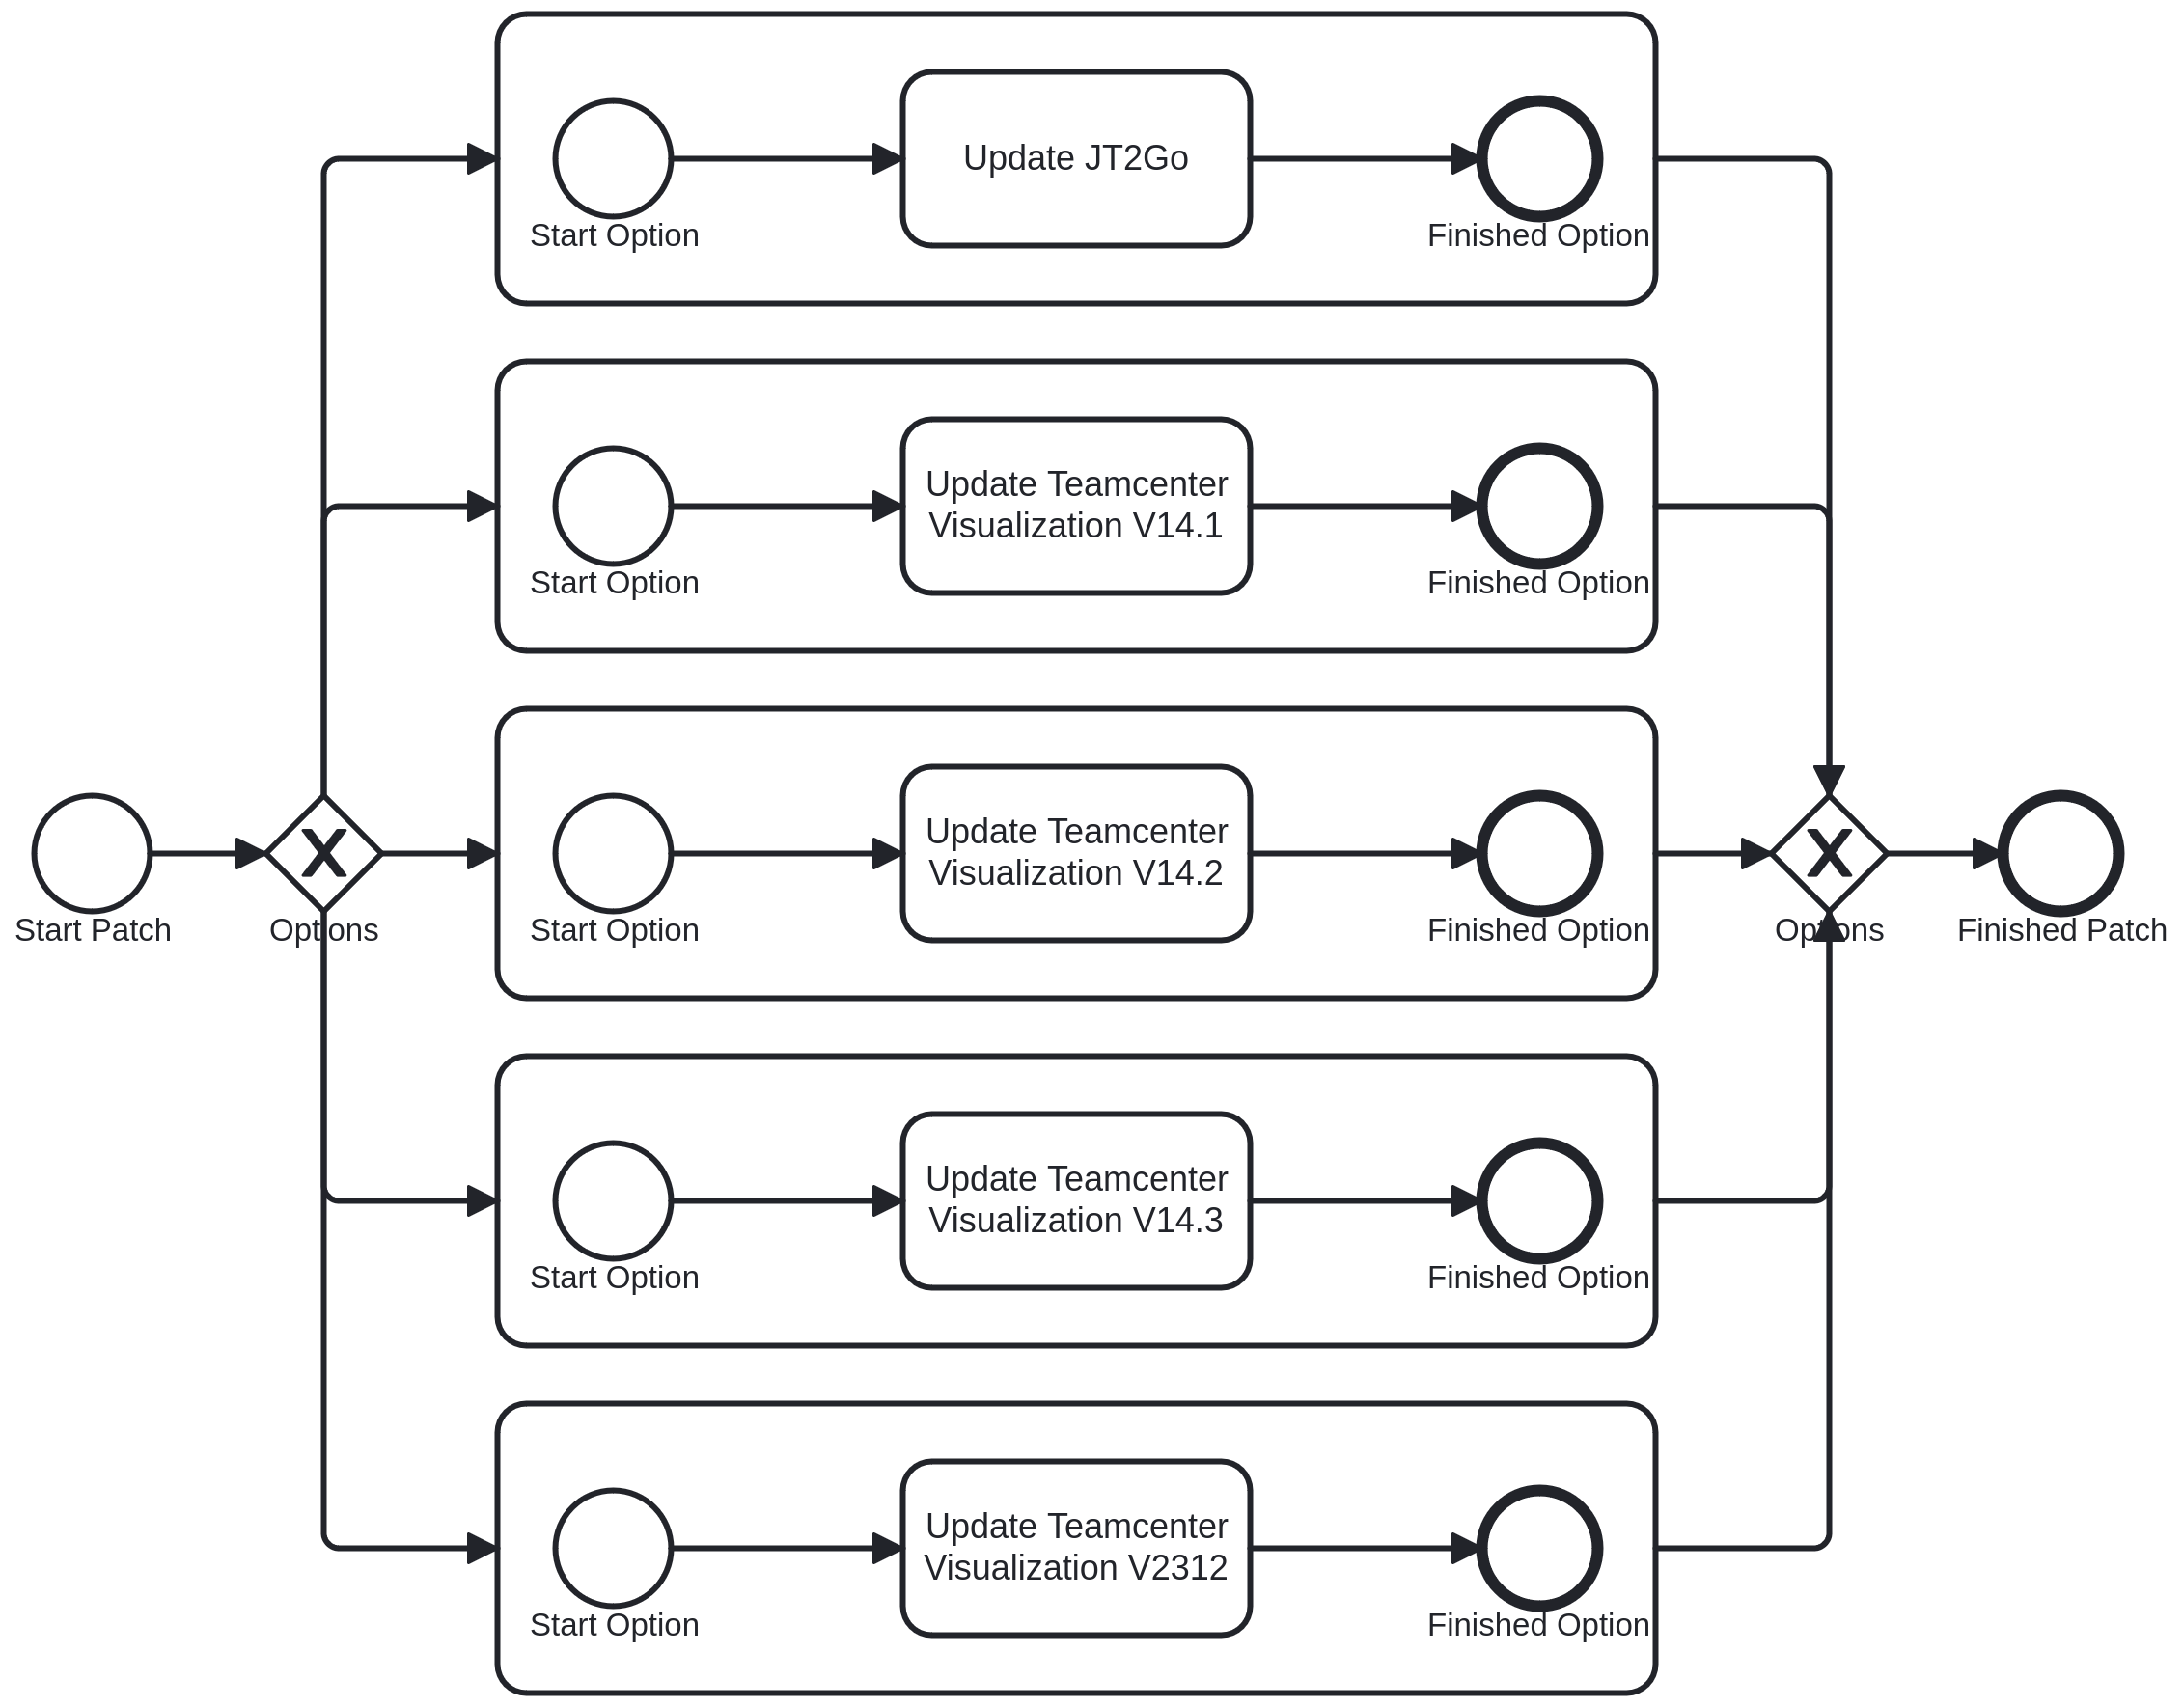 Update JT2Go
Start Option
Finished Option
Update Teamcenter
Visualization V14.1
Start Option
Finished Option
Start Patch
X
Options
Update Teamcenter
Visualization V14.2
Start Option
Finished Option
X
Options
Finished Patch
Update Teamcenter
Visualization V14.3
Start Option
Finished Option
Update Teamcenter
Visualization V2312
Start Option
Finished Option